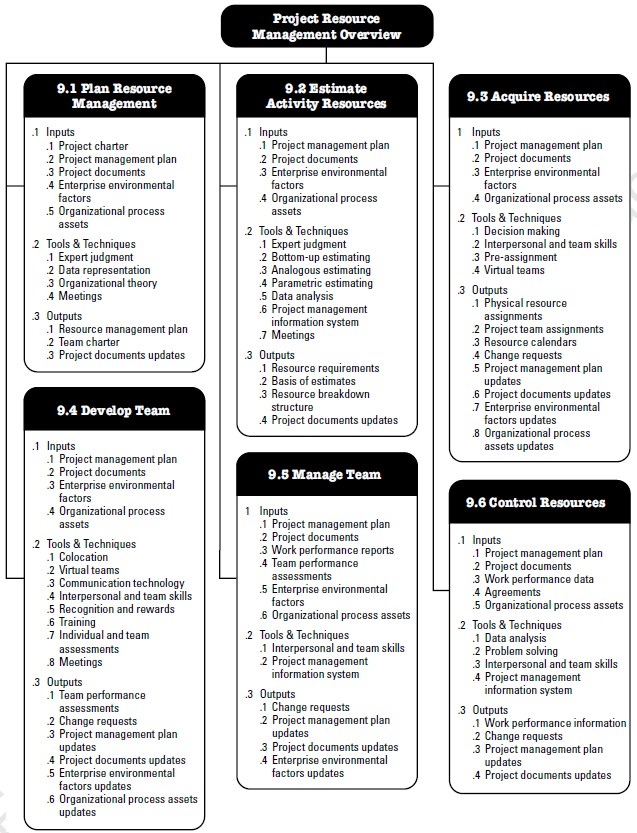 Project Resource
Management Overview
9.1 Plan Resource
Management
.1 Inputs
.1 Project charter
.2 Project management plan
.3 Project documents
.4 Enterprise environmental
factors
.5 Organizational process
assets
.2 Tools & Techniques
.1 Expert judgment
.2 Data representation
.3 Organizational theory
.4 Meetings
.3 Outputs
.1 Resource management plan
.2 Team charter
.3 Project documents updates
9.2 Estimate
Activity Resources
.1 Inputs
.1 Project management plan
.2 Project documents
.3 Enterprise environmental
factors
.4 Organizational process
assets
.2 Tools & Techniques
.1 Expert judgment
.2 Bottom-up estimating
.3 Analogous estimating
.4 Parametric estimating
.5 Data analysis
.6 Project management
information system
.7 Meetings
.3 Outputs
.1 Resource requirements
.2 Basis of estimates
.3 Resource breakdown
structure
.4 Project documents updates
9.3 Acquire Resources
1 Inputs
.1 Project management plan
.2 Project documents
.3 Enterprise environmental
factors
.4 Organizational process assets
.2 Tools & Techniques
.1 Decision making
.2 Interpersonal and team skills
.3 Pre-assignment
.4 Virtual teams
.3 Outputs
.1 Physical resource
assignments
.2 Project team assignments
.3 Resource calendars
.4 Change requests
.5 Project management plan
updates
.6 Project documents updates
.7 Enterprise environmental
factors updates
.8 Organizational process
assets updates
9.4 Develop Team
.1 Inputs
.1 Project management plan
.2 Project documents
.3 Enterprise environmental
factors
.4 Organizational process
assets
.2 Tools & Techniques
.1 Colocation
.2 Virtual teams
.3 Communication technology
.4 Interpersonal and team skills
.5 Recognition and rewards
.6 Training
.7 Individual and team
assessments
.8 Meetings
.3 Outputs
.1 Team performance
assessments
.2 Change requests
.3 Project management plan
updates
.4 Project documents updates
.5 Enterprise environmental
factors updates
.6 Organizational process assets
updates
9.5 Manage Team
1 Inputs
.1 Project management plan
.2 Project documents
.3 Work performance reports
.4 Team performance
assessments
.5 Enterprise environmental
factors
.6 Organizational process assets
.2 Tools & Techniques
.1 Interpersonal and team skills
.2 Project management
information system
.3 Outputs
.1 Change requests
.2 Project management plan
updates
.3 Project documents updates
.4 Enterprise environmental
factors updates
9.6 Control Resources
.1 Inputs
.1 Project management plan
.2 Project documents
.3 Work performance data
.4 Agreements
.5 Organizational process assets
.2 Tools & Techniques
.1 Data analysis
.2 Problem solving
.3 Interpersonal and team skills
.4 Project management
information system
.3 Outputs
.1 Work performance information
.2 Change requests
.3 Project management plan
updates
.4 Project documents updates